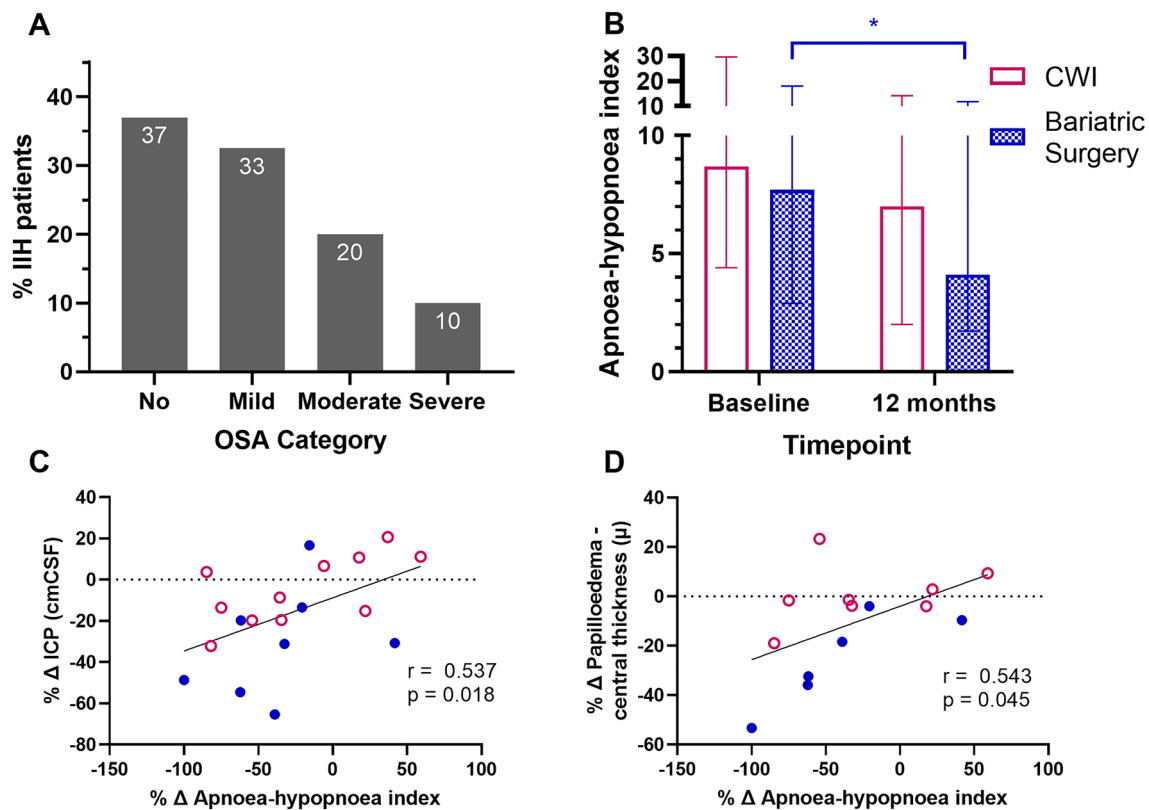 A
% IIH patients
40
30
20
10
0
37
33
20
10
No Mild Moderate Severe
OSA Category
B
*
Apnoea-hypopnoea index
30
20
10
10
5
0
CWI
Bariatric
Surgery
Baseline 12 months
Timepoint
C
% Δ ICP (cmCSF)
40
20
0
-20
-40
-60
-80
r = 0.537
p = 0.018
-150 -100 -50 0 50 100
% Δ Apnoea-hypopnoea index
D
% Δ Papilloedema -
central thickness (μ)
40
20
0
-20
-40
-60
r = 0.543
p = 0.045
-150 -100 -50 0 50 100
% Δ Apnoea-hypopnoea index